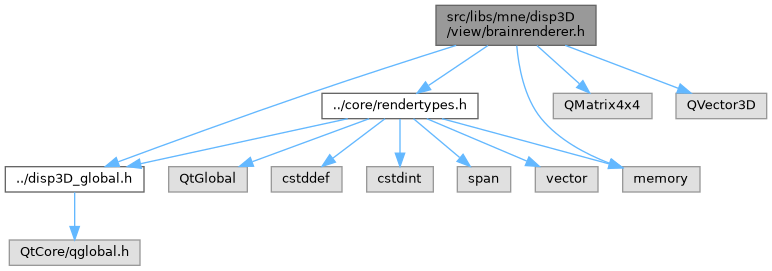 src/libs/mne/disp3D
/view/brainrenderer.h
../core/rendertypes.h
QMatrix4x4
QVector3D
../disp3D_global.h
QtGlobal
cstddef
cstdint
span
vector
memory
QtCore/qglobal.h